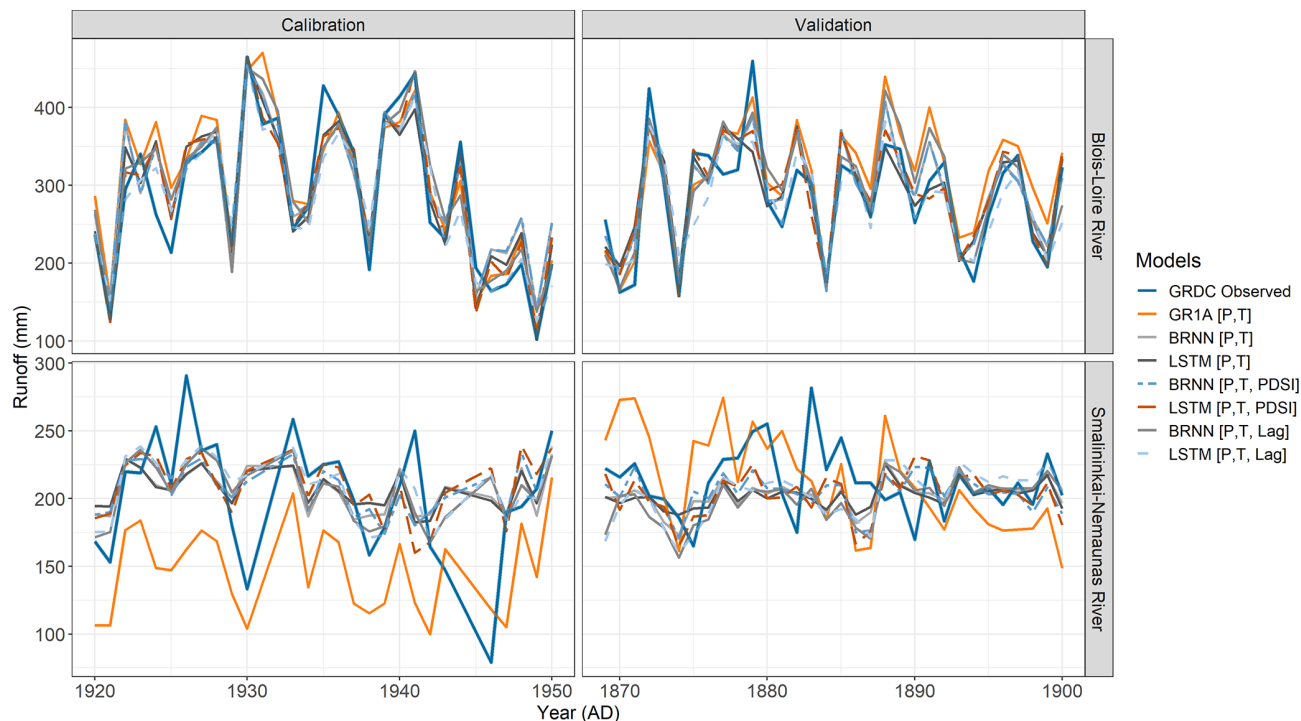 Calibration
Validation
400
300
200
100
Blois-Loire River
300
250
200
150
100
Smalininkai-Nemaunas River
Runoff (mm)
1920
1930
1940
1950
1870
1880
1890
1900
Year (AD)
Models
GRDC Observed
GR1A [P,T]
BRNN [P,T]
LSTM [P,T]
BRNN [P,T, PDSI]
LSTM [P,T, PDSI]
BRNN [P,T, Lag]
LSTM [P,T, Lag]